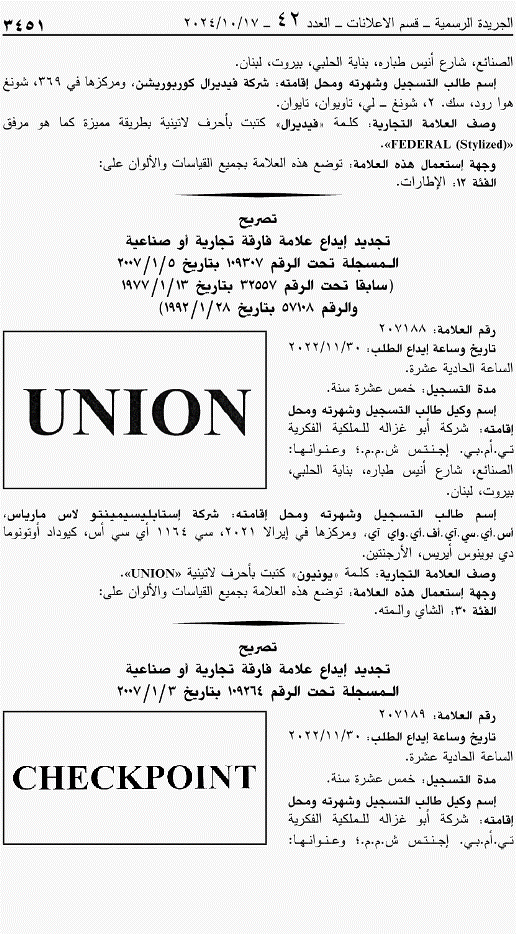 الجريدة الرسمية ــ قسم الاعلانات ــ العدد ٤٢ ــ ٢٠٢٤/١٠/١٧
٣٤٥١
الصنائع، شارع أنيس طباره، بناية الحلبي، بيروت، لبنان.
إسم طالب التسجيل وشهرته ومحل إقامته: شركة فيديرال كوربوريشن، ومركزها في ٣٦٩، شونغ
هوا رود، سك. ٢، شونغ ــ لي، تاويوان، تايوان.
وصف العلامة التجارية: كلمة «فيديرال» كتبت بأحرف لاتينية بطريقة مميزة كما هو مرفق
«FEDERAL (Stylized)».
وجهة إستعمال هذه العلامة: توضع هذه العلامة بجميع القياسات والألوان على:
الفئة ١٢: الإطارات.
تصريح
تجديد إيداع علامة فارقة تجارية أو صناعية
المسجلة تحت الرقم ١٠٩٣٠٧ بتاريخ ٢٠٠٧/١/٥
(سابقا تحت الرقم ٣٢٥٥٧ بتاريخ ١٩٧٧/١/١٣
والرقم ٥٧١٠٨ بتاريخ ١٩٩٢/١/٢٨)
رقم العلامة: ٢٠٧١٨٨
تاريخ وساعة إيداع الطلب: ٢٠٢٢/١١/٣٠
الساعة الحادية عشرة.
مدة التسجيل: خمس عشرة سنة.
إسم وكيل طالب التسجيل وشهرته ومحل
إقامته: شركة أبو غزاله للملكية الفكرية
تي.أم.بي. إجنتس ش.م.م.؛ وعنوانها:
الصنائع، شارع أنيس طباره، بناية الحلبي،
بيروت، لبنان.
UNION
إسم طالب التسجيل وشهرته ومحل إقامته: شركة إستابليسيمينتو لاس مارياس،
أس.أي.سي.آي.أف.أي.واي آي، ومركزها في إيرالا ٢٠٢١، سي ١١٦٤ أي سي أس، كيوداد أوتونوما
دي بوينوس أيريس، الأرجنتين.
وصف العلامة التجارية: كلمة «يونيون» كتبت بأحرف لاتينية «UNION».
وجهة إستعمال هذه العلامة: توضع هذه العلامة بجميع القياسات والألوان على:
الفئة ٣٠: الشاي والمته.
تصريح
تجديد إيداع علامة فارقة تجارية أو صناعية
المسجلة تحت الرقم ١٠٩٢٦٤ بتاريخ ٢٠٠٧/١/٣
رقم العلامة: ٢٠٧١٨٩
تاريخ وساعة إيداع الطلب: ٢٠٢٢/١١/٣٠
الساعة الحادية عشرة.
مدة التسجيل: خمس عشرة سنة.
إسم وكيل طالب التسجيل وشهرته ومحل
إقامته: شركة أبو غزاله للملكية الفكرية
تي.أم.بي. إجنتس ش.م.م.؛ وعنوانها:
CHECKPOINT